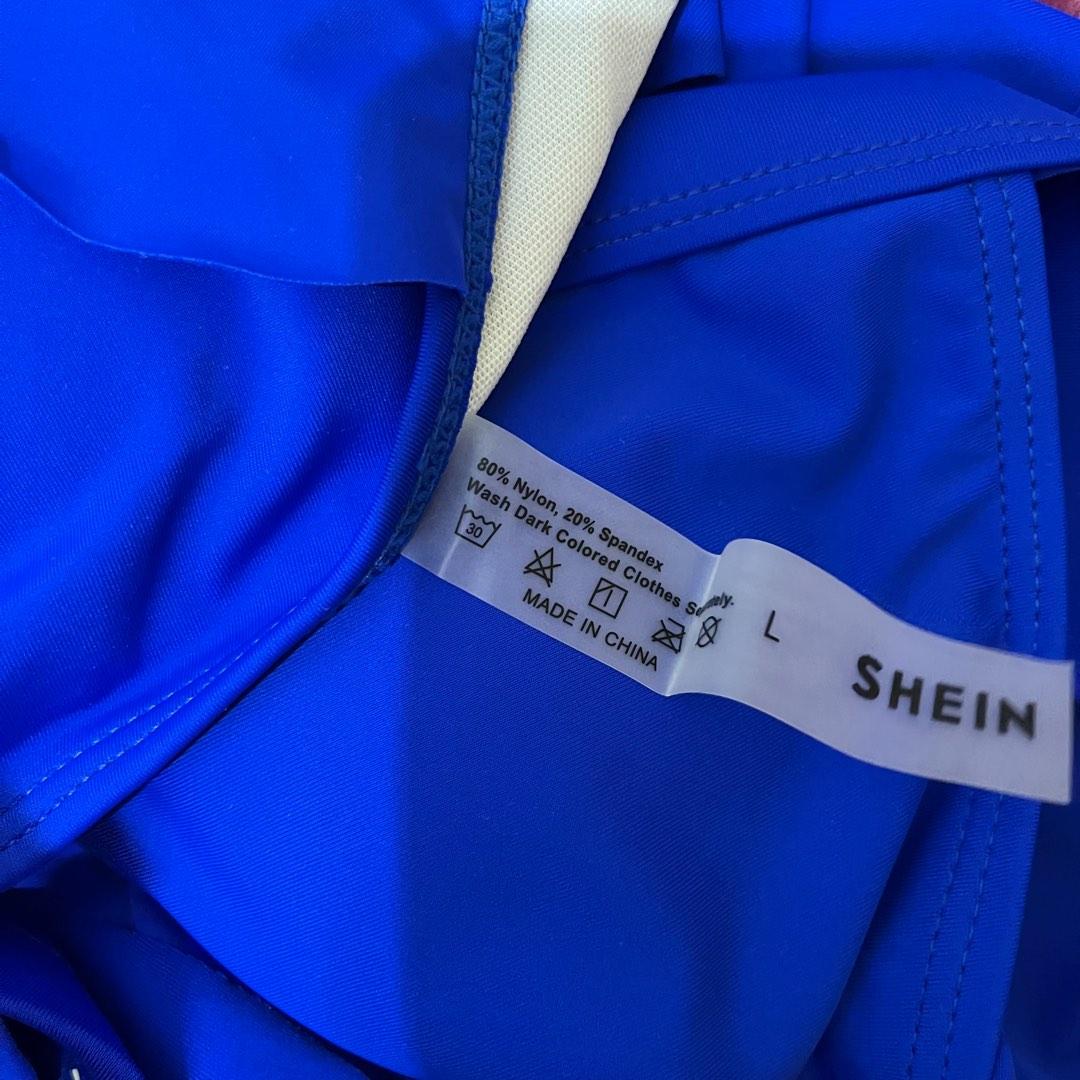 80% Nylon, 20% Spandex
Wash Dark Colored Clothes
30
MADE IN CHINA
L
SHEIN